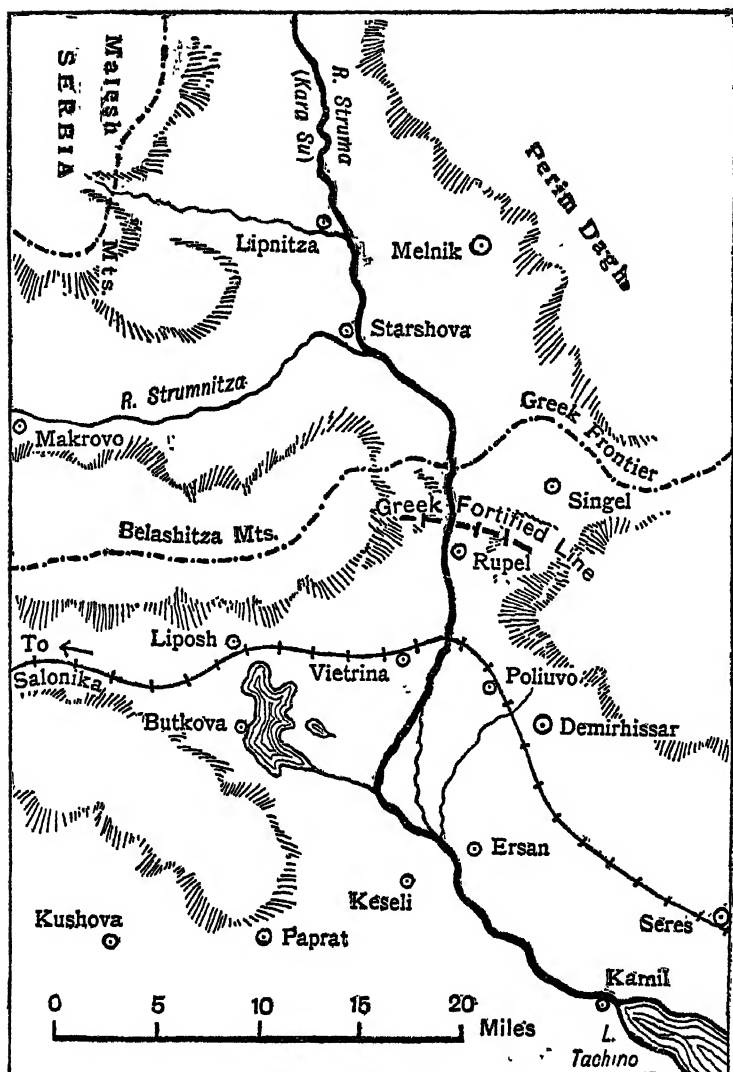 Malesh
SERBIA
Mts.
R. Struma
(Kara Su)
Perim Dagh
Lipnitza
Melnik
Starshova
R. Strumnitza
Makrovo
Greek Frontier
Singel
Greek Fortified Line
Belashitza Mts.
Rupel
To
Salonika
Liposh
Vietrina
Poliuvo
Butkova
Demirhissar
Ersan
Keseli
Kushova
Paprat
Seres
Kamil
0 5 10 15 20
Miles
L.
Tachino